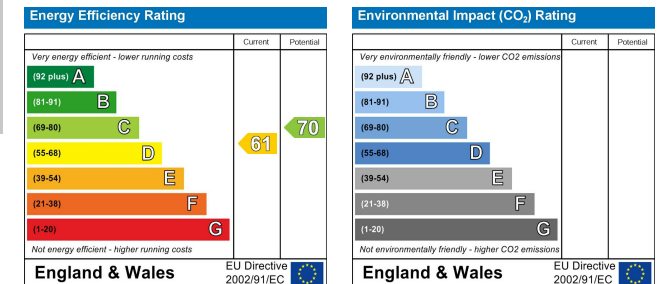 Energy Efficiency Rating
Current Potential
Very energy efficient - lower running costs
(92 plus) A
(81-91) B
(69-80) C
(55-68) D
(39-54) E
(21-38) F
(1-20) G
61
70
Not energy efficient - higher running costs
England & Wales
EU Directive
2002/91/EC
Environmental Impact (CO₂) Rating
Current Potential
Very environmentally friendly - lower CO2 emissions
(92 plus) A
(81-91) B
(69-80) C
(55-68) D
(39-54) E
(21-38) F
(1-20) G
Not environmentally friendly - higher CO2 emissions
England & Wales
EU Directive
2002/91/EC